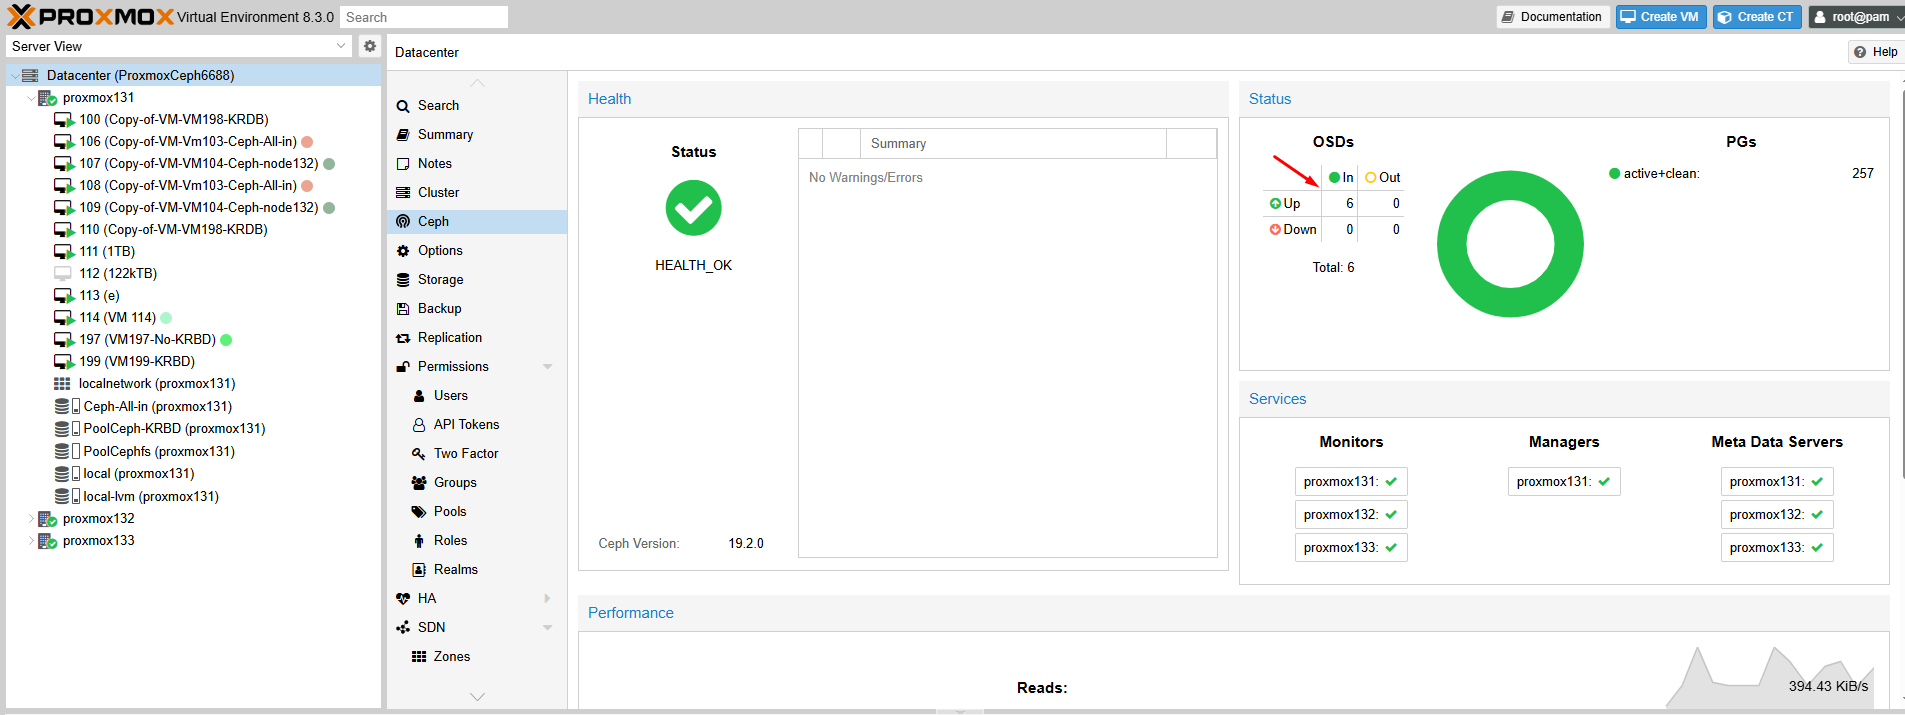 PROXMOX Virtual Environment 8.3.0 Search
Documentation Create VM Create CT root@pam
Server View
Datacenter
Help
Datacenter (ProxmoxCeph6688)
proxmox131
100 (Copy-of-VM-VM198-KRDB)
106 (Copy-of-VM-Vm103-Ceph-All-in)
107 (Copy-of-VM-VM104-Ceph-node132)
108 (Copy-of-VM-Vm103-Ceph-All-in)
109 (Copy-of-VM-VM104-Ceph-node132)
110 (Copy-of-VM-VM198-KRDB)
111 (1TB)
112 (122kTB)
113 (e)
114 (VM 114)
197 (VM197-No-KRBD)
199 (VM199-KRBD)
localnetwork (proxmox131)
Ceph-All-in (proxmox131)
PoolCeph-KRBD (proxmox131)
PoolCephfs (proxmox131)
local (proxmox131)
local-lvm (proxmox131)
proxmox132
proxmox133
Search
Summary
Notes
Cluster
Ceph
Options
Storage
Backup
Replication
Permissions
Users
API Tokens
Two Factor
Groups
Pools
Roles
Realms
HA
SDN
Zones
Health
Status
HEALTH_OK
Ceph Version: 19.2.0
Summary
No Warnings/Errors
Status
OSDs
In Out
Up 6 0
Down 0 0
Total: 6
PGs
active+clean: 257
Services
Monitors
proxmox131:
proxmox132:
proxmox133:
Managers
proxmox131:
Meta Data Servers
proxmox131:
proxmox132:
proxmox133:
Performance
Reads:
394.43 KiB/s